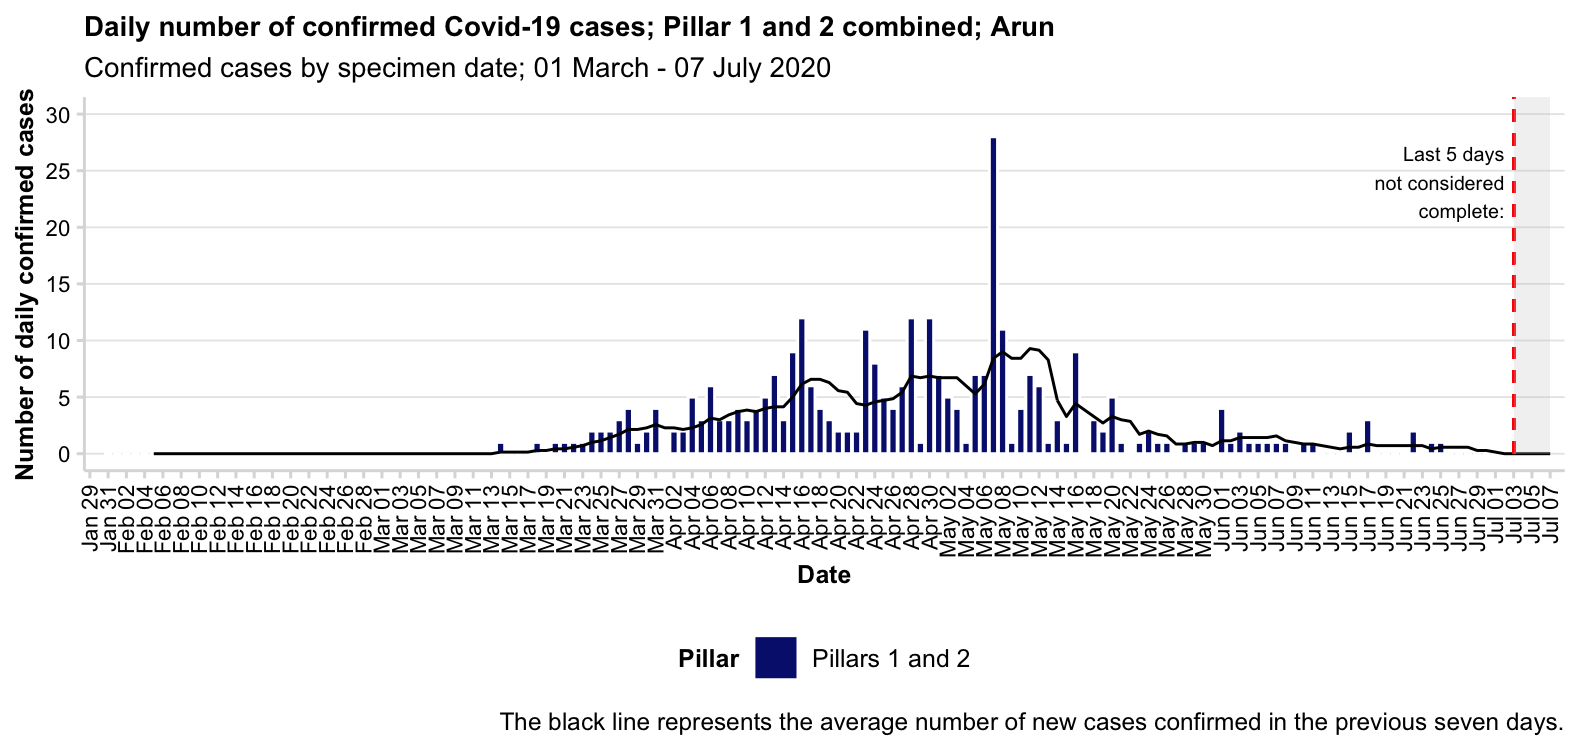 Daily number of confirmed Covid-19 cases; Pillar 1 and 2 combined; Arun
Confirmed cases by specimen date; 01 March - 07 July 2020
Number of daily confirmed cases
30
25
20
15
10
5
0
Last 5 days
not considered
complete:
Jan 29
Jan 31
Feb 02
Feb 04
Feb 06
Feb 08
Feb 10
Feb 12
Feb 14
Feb 16
Feb 18
Feb 20
Feb 22
Feb 24
Feb 26
Feb 28
Mar 01
Mar 03
Mar 05
Mar 07
Mar 09
Mar 11
Mar 13
Mar 15
Mar 17
Mar 19
Mar 21
Mar 23
Mar 25
Mar 27
Mar 29
Mar 31
Apr 02
Apr 04
Apr 06
Apr 08
Apr 10
Apr 12
Apr 14
Apr 16
Apr 18
Apr 20
Apr 22
Apr 24
Apr 26
Apr 28
Apr 30
May 02
May 04
May 06
May 08
May 10
May 12
May 14
May 16
May 18
May 20
May 22
May 24
May 26
May 28
May 30
Jun 01
Jun 03
Jun 05
Jun 07
Jun 09
Jun 11
Jun 13
Jun 15
Jun 17
Jun 19
Jun 21
Jun 23
Jun 25
Jun 27
Jun 29
Jul 01
Jul 03
Jul 05
Jul 07
Date
Pillar
Pillars 1 and 2
The black line represents the average number of new cases confirmed in the previous seven days.